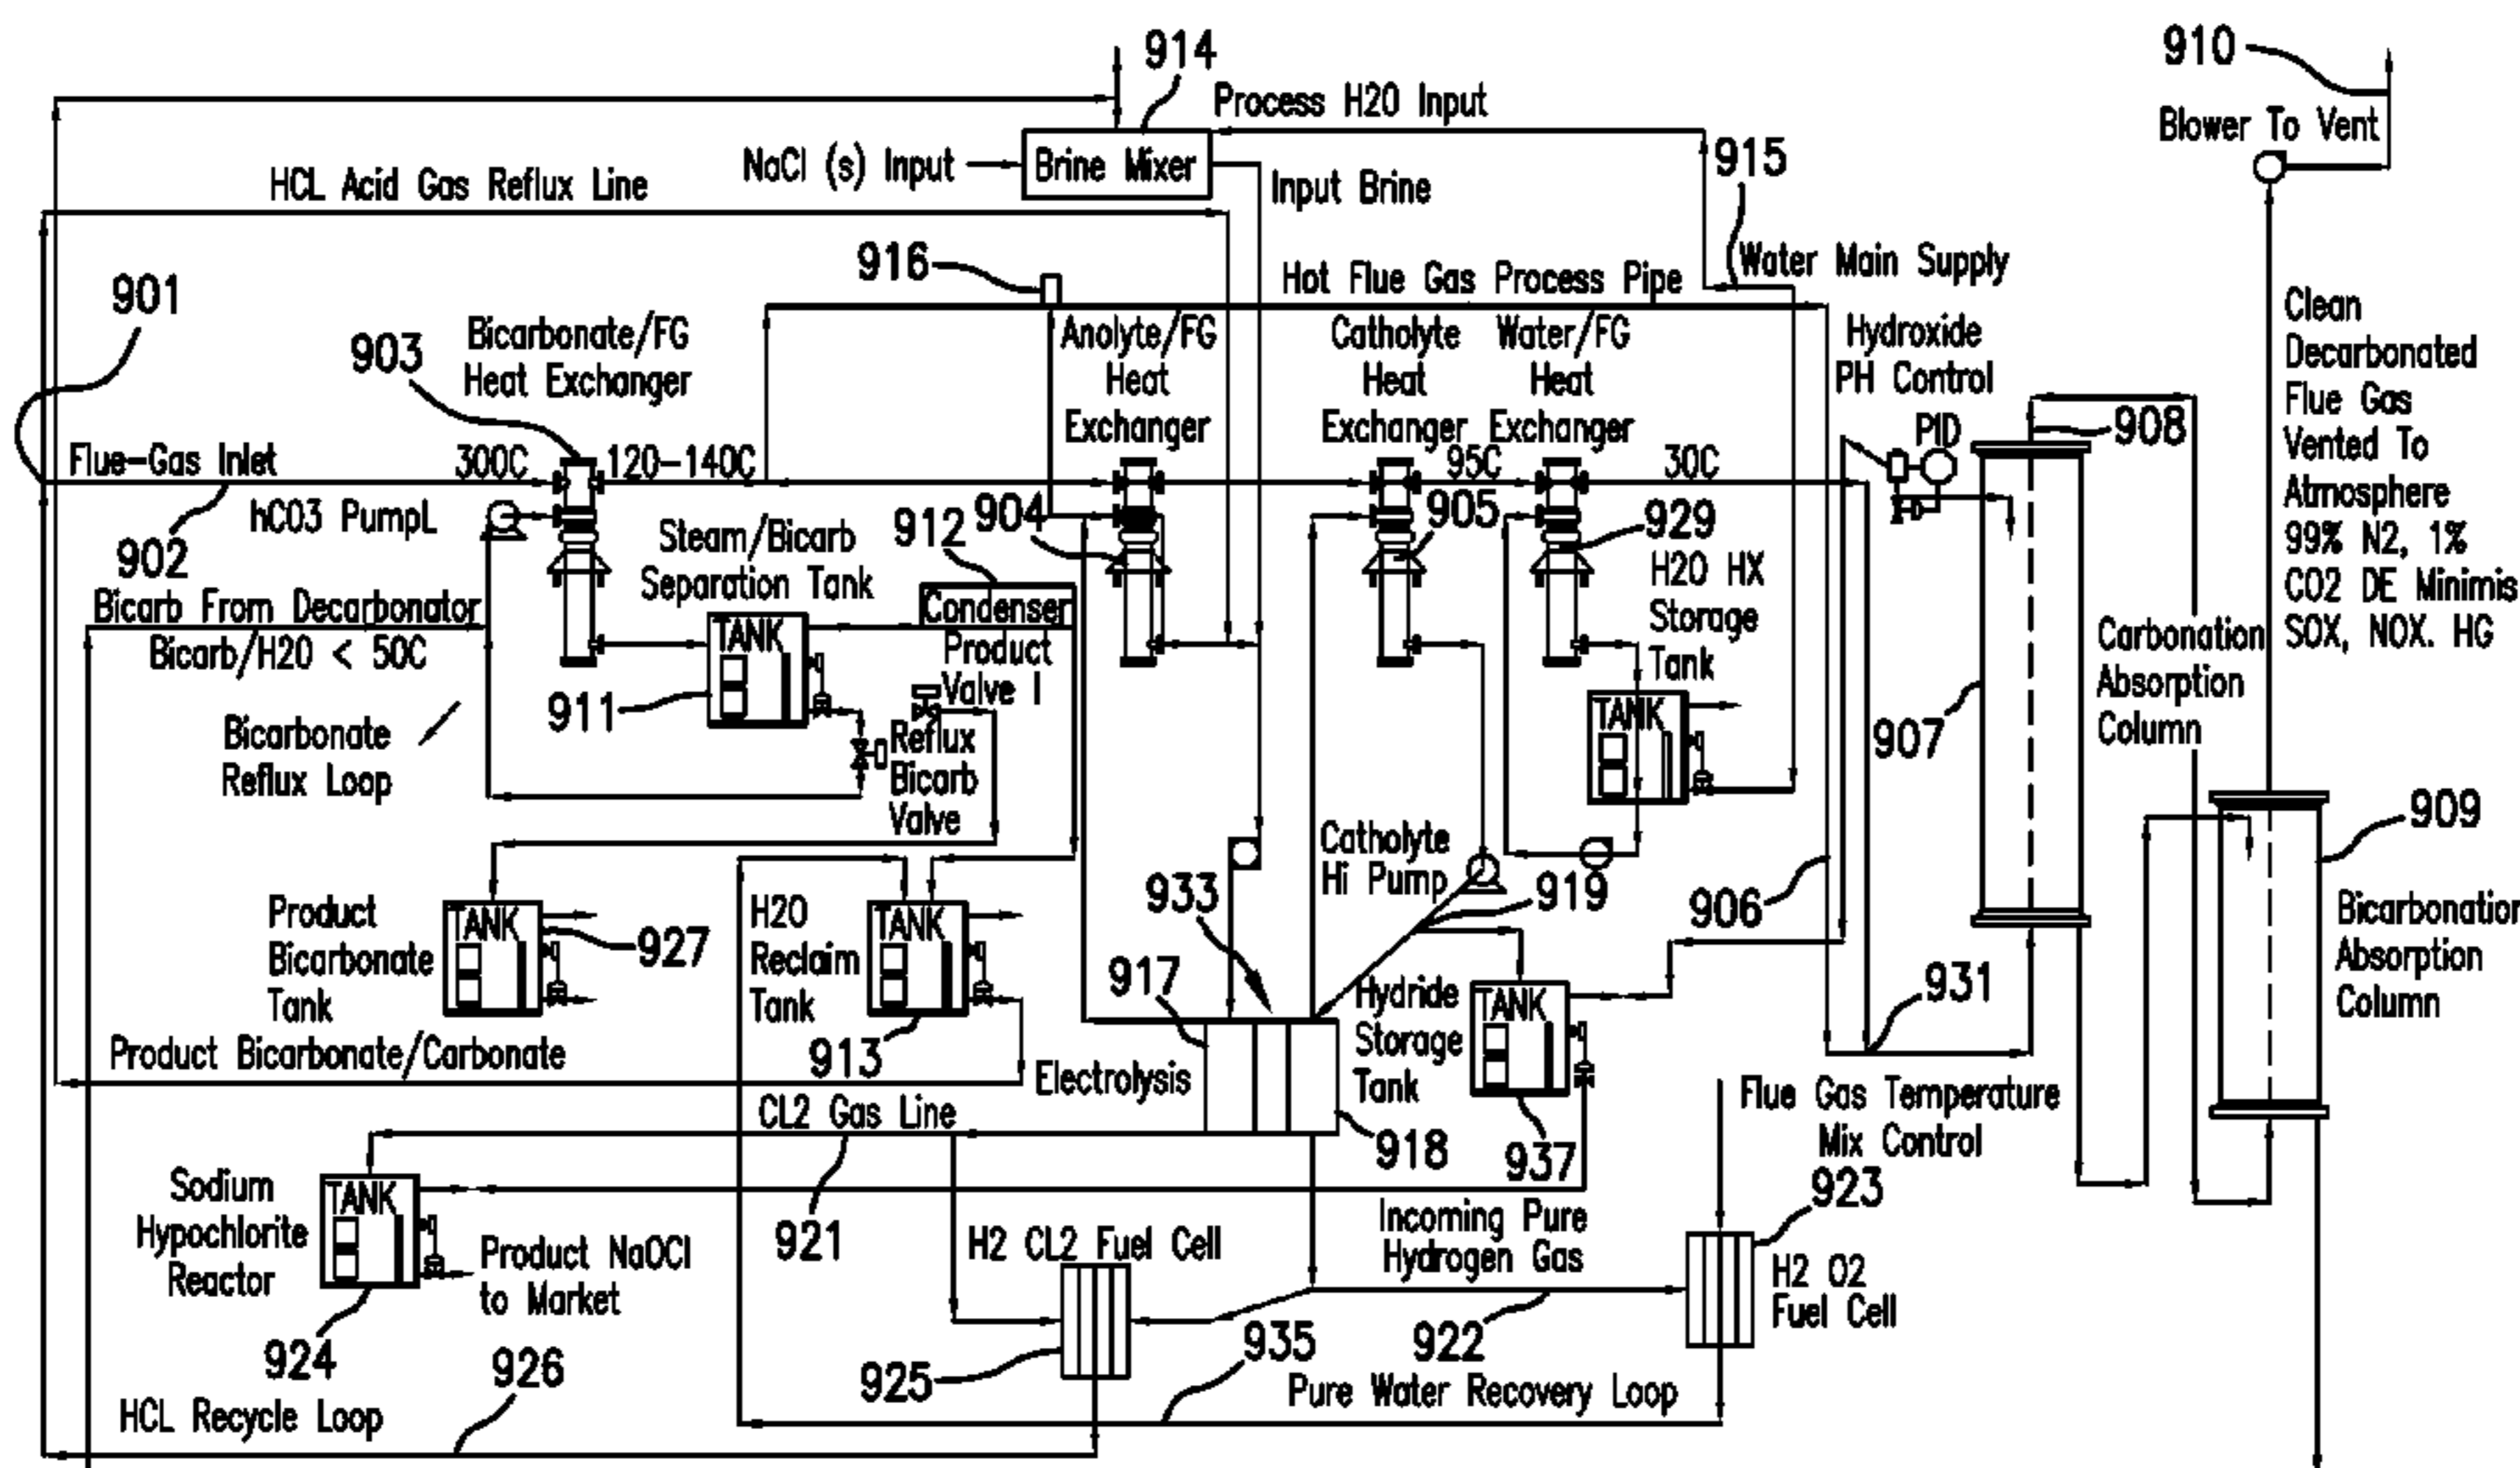 914
910
Process H2O Input
Blower To Vent
NaCl (s) Input
Brine Mixer
915
HCL Acid Gas Reflux Line
Input Brine
916
Water Main Supply
Hot Flue Gas Process Pipe
901
903
Bicarbonate/FG
Heat Exchanger
Anolyte/FG
Heat
Exchanger
Catholyte
Heat
Exchanger
Water/FG
Heat
Exchanger
Hydroxide
PH Control
PID
908
Clean
Decarbonated
Flue Gas
Vented To
Atmosphere
99% N2, 1%
CO2 DE Minimis
SOX, NOX. HG
Flue-Gas Inlet
300C
120-140C
95C
30C
902
hCO3 PumpL
912
904
905
929
Steam/Bicarb
Separation Tank
H2O HX
Storage
Tank
Bicarb From Decarbonator
Bicarb/H2O < 50C
TANK
Condenser
Product
Valve I
911
Bicarbonate
Reflux Loop
Reflux
Bicarb
Valve
TANK
907
Carbonation
Absorption
Column
909
Catholyte
Hi Pump
919
906
933
Product
Bicarbonate
Tank
TANK
927
H2O
Reclaim
Tank
TANK
913
917
Hydride
Storage
Tank
TANK
931
Bicarbonation
Absorption
Column
Product Bicarbonate/Carbonate
Electrolysis
CL2 Gas Line
918
937
Flue Gas Temperature
Mix Control
923
Sodium
Hypochlorite
Reactor
TANK
921
H2 CL2 Fuel Cell
Incoming Pure
Hydrogen Gas
Product NaOCl
to Market
H2 O2
Fuel Cell
924
926
925
935
922
HCL Recycle Loop
Pure Water Recovery Loop